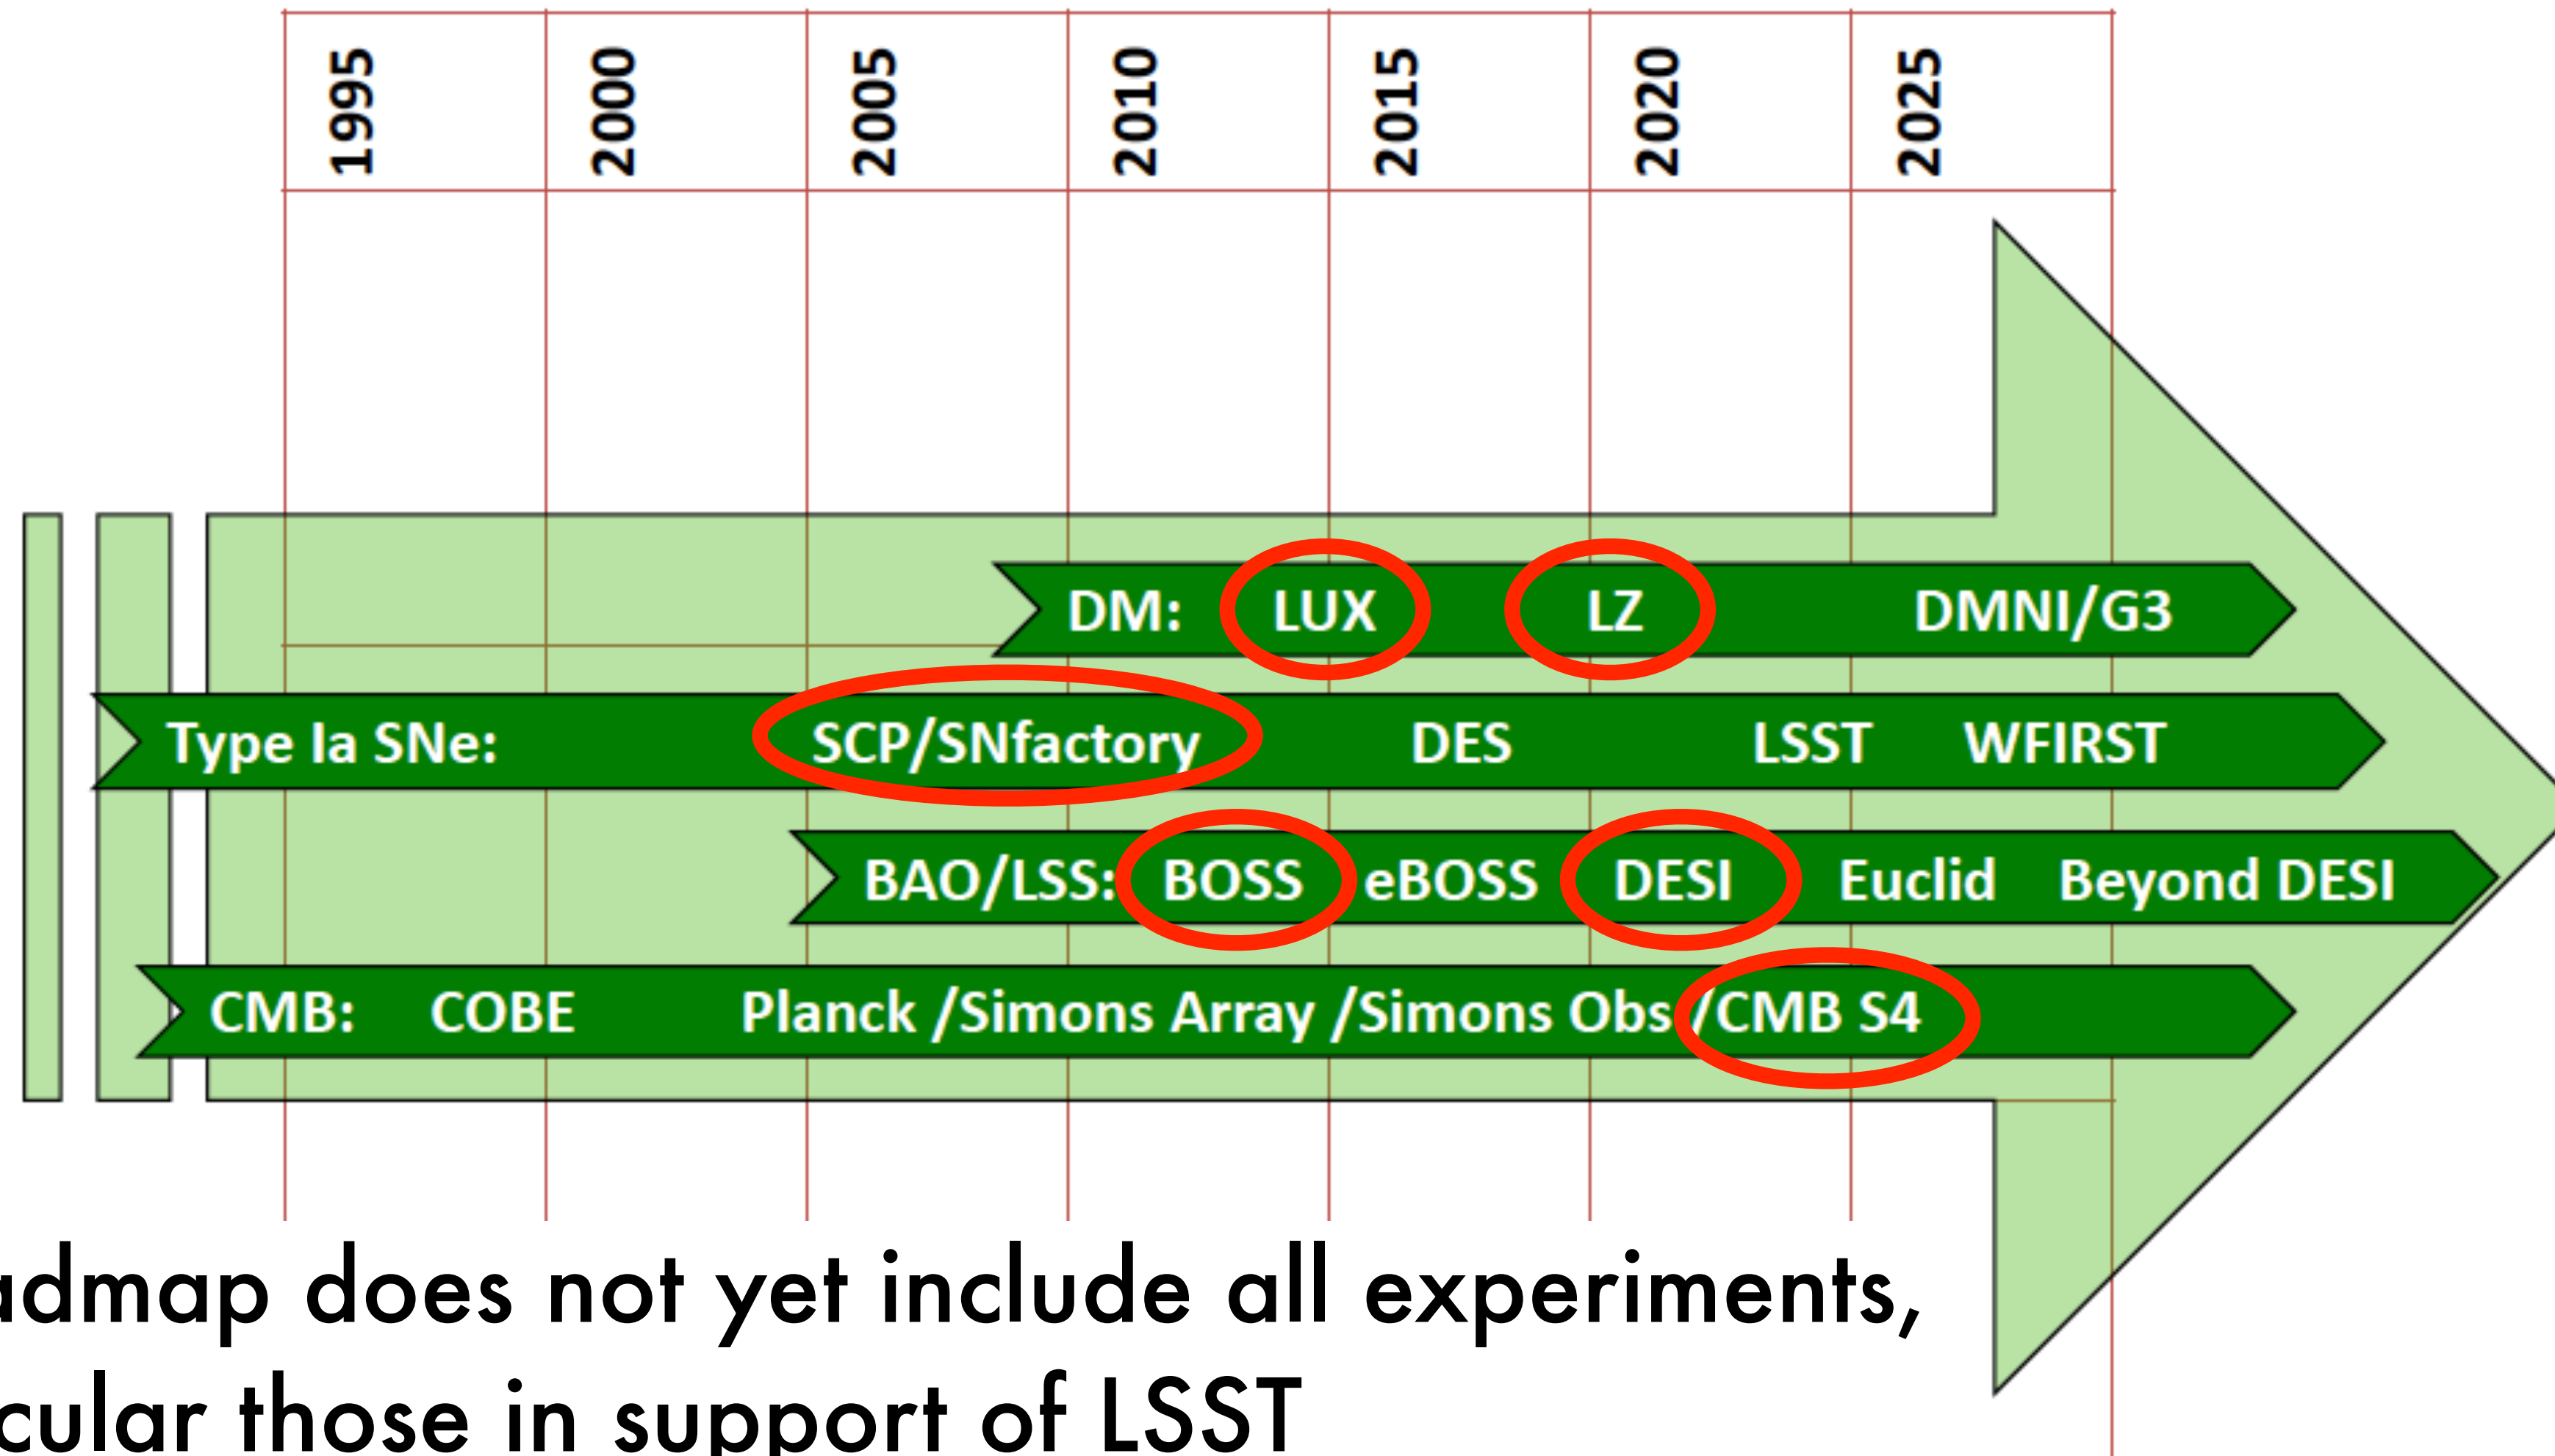 1995 2000 2005 2010 2015 2020 2025
DM: LUX LZ DMNI/G3
Type Ia SNe: SCP/SNfactory DES LSST WFIRST
BAO/LSS: BOSS eBOSS DESI Euclid Beyond DESI
CMB: COBE Planck /Simons Array /Simons Obs /CMB S4
admap does not yet include all experiments,
cular those in support of LSST